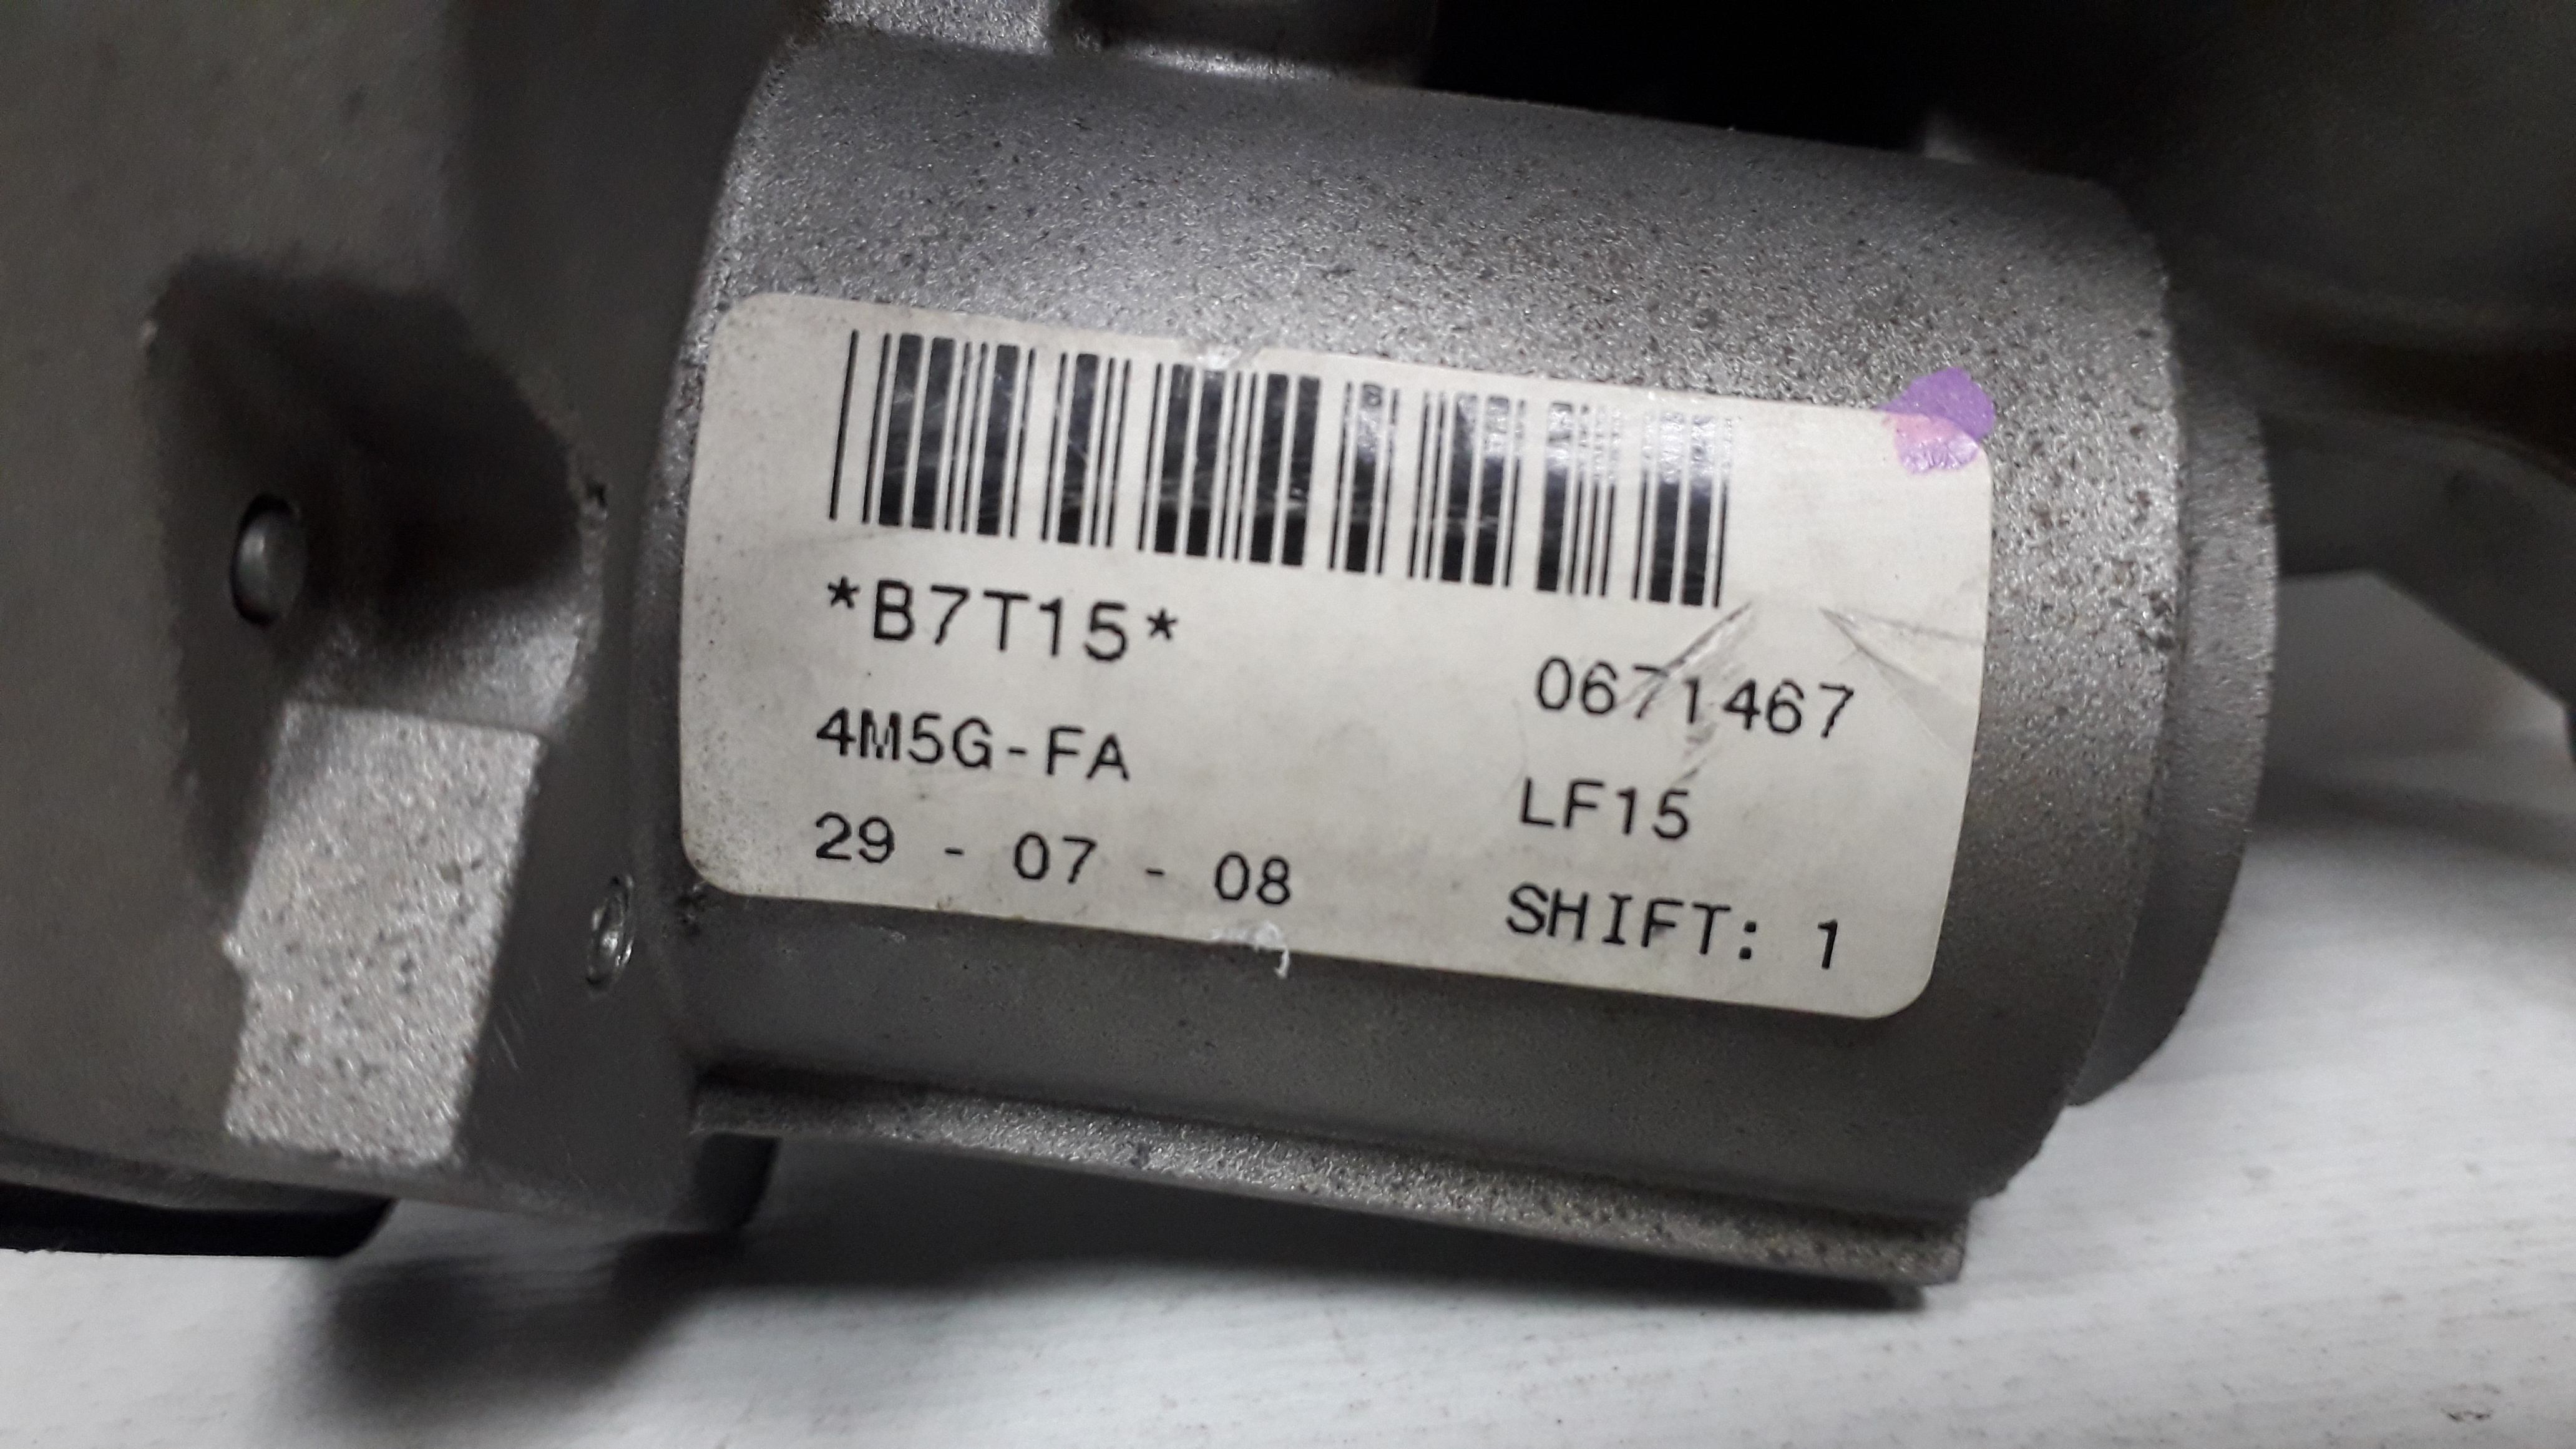 *B7T15*
0671467
4M5G-FA
LF15
29 - 07 - 08
SHIFT: 1